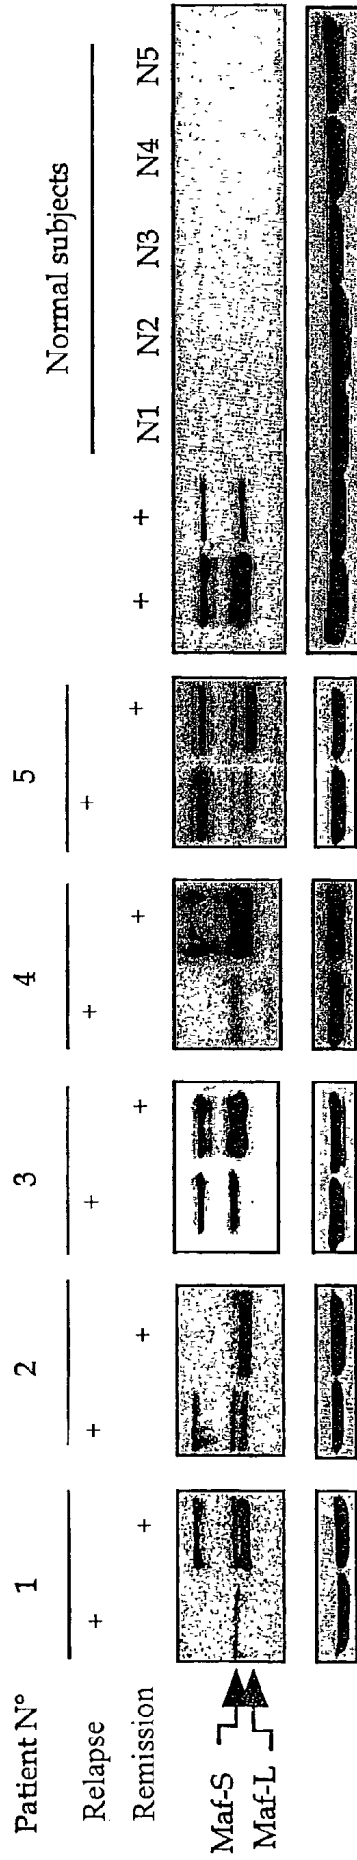 Patient N° 1 2 3 4 5 Normal subjects
Relapse + + + + +
Remission + + + + + + + N1 N2 N3 N4 N5
Maf-S
Maf-L